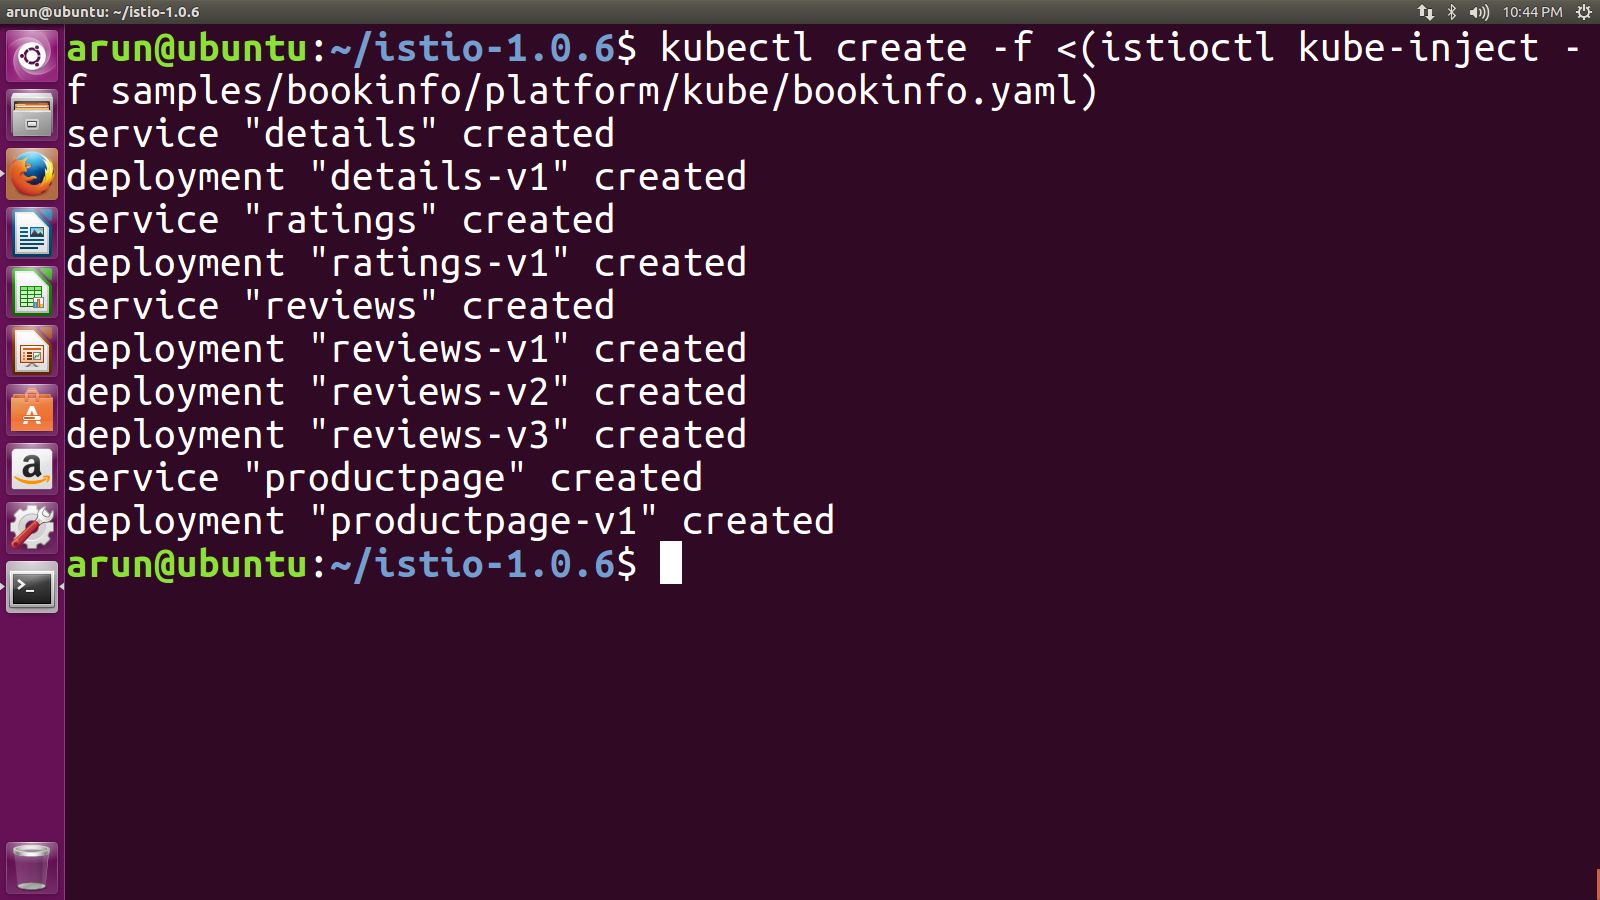 arun@ubuntu: ~/istio-1.0.6
10:44 PM
arun@ubuntu:~/istio-1.0.6$ kubectl create -f <(istioctl kube-inject -
f samples/bookinfo/platform/kube/bookinfo.yaml)
service "details" created
deployment "details-v1" created
service "ratings" created
deployment "ratings-v1" created
service "reviews" created
deployment "reviews-v1" created
deployment "reviews-v2" created
deployment "reviews-v3" created
service "productpage" created
deployment "productpage-v1" created
arun@ubuntu:~/istio-1.0.6$